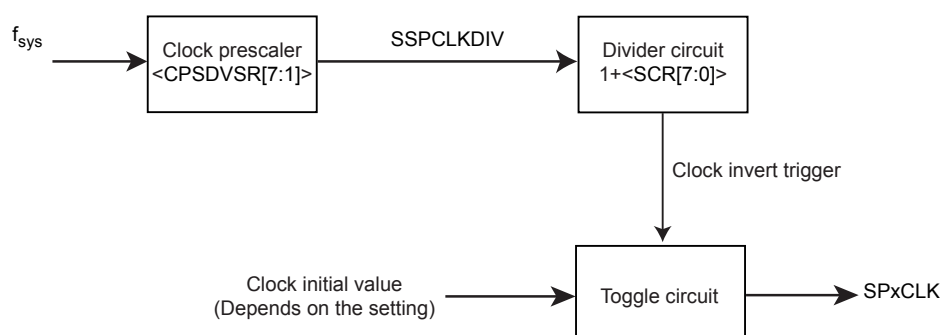 fsys
Clock prescaler
<CPSDVSR[7:1]>
SSPCLKDIV
Divider circuit
1+<SCR[7:0]>
Clock invert trigger
Clock initial value
(Depends on the setting)
Toggle circuit
SPxCLK